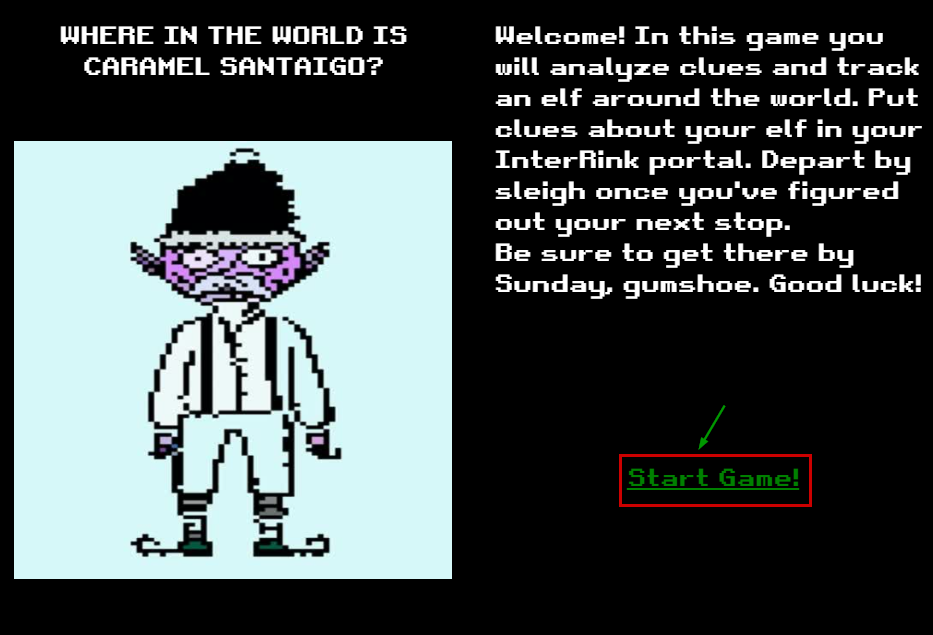 WHERE IN THE WORLD IS
CARAMEL SANTAIGO?
Welcome! In this game you
will analyze clues and track
an elf around the world. Put
clues about your elf in your
InterRink portal. Depart by
sleigh once you've figured
out your next stop.
Be sure to get there by
Sunday, gumshoe. Good luck!
Start Game!